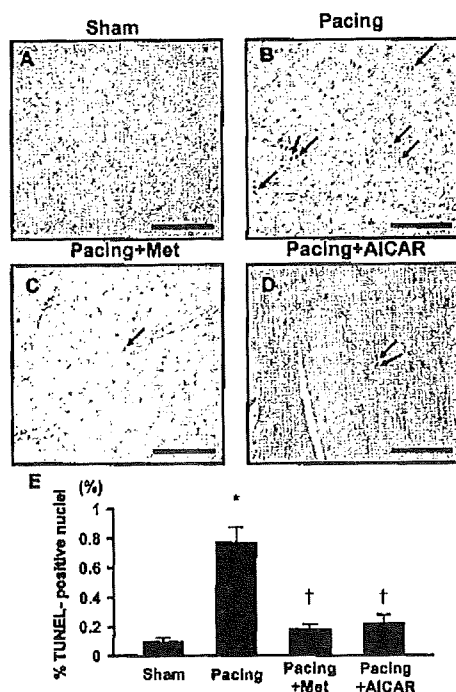 Sham
Pacing
A
B
Pacing+Met
Pacing+AICAR
C
D
E
(%)
% TUNEL- positive nuclei
1
0.8
0.6
0.4
0.2
0
*
†
†
Sham
Pacing
Pacing
+Met
Pacing
+AICAR